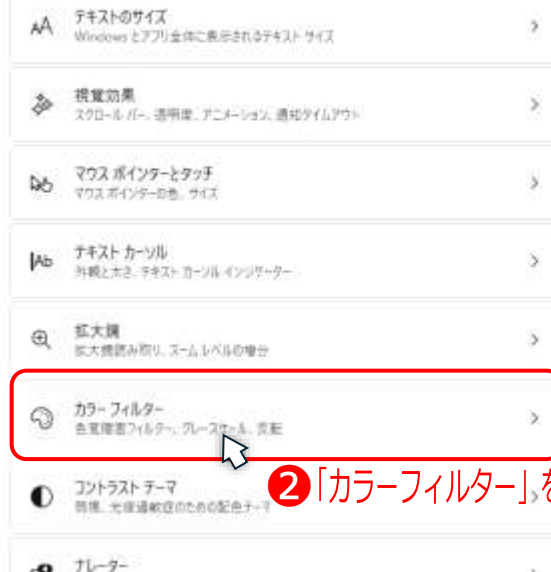 テキストのサイズ
Windows とアプリ全体に表示されるテキスト サイズ
視覚効果
スクロール バー、透明度、アニメーション、通知タイムアウト
マウス ポインターとタッチ
マウス ポインターの色、サイズ
Ab
テキスト カーソル
外観と太さ、テキスト カーソル インジケーター
拡大鏡
拡大鏡読み取り、ズーム レベルの増分
カラー フィルター
色覚障害フィルター、グレースケール、反転
❷「カラーフィルター」を
コントラスト テーマ
弱視、光線過敏症のための配色テーマ
ナレーター